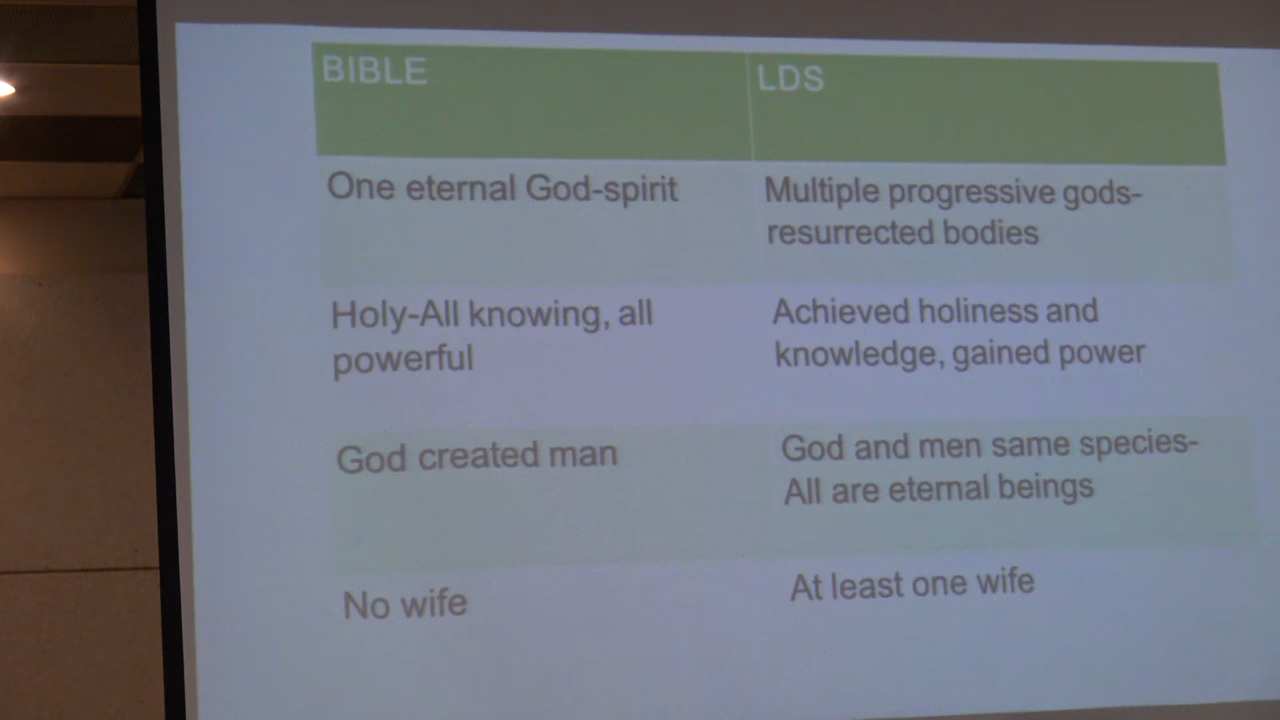 BIBLE
LDS
One eternal God-spirit
Multiple progressive gods-
resurrected bodies
Holy-All knowing, all
powerful
Achieved holiness and
knowledge, gained power
God created man
God and men same species-
All are eternal beings
No wife
At least one wife